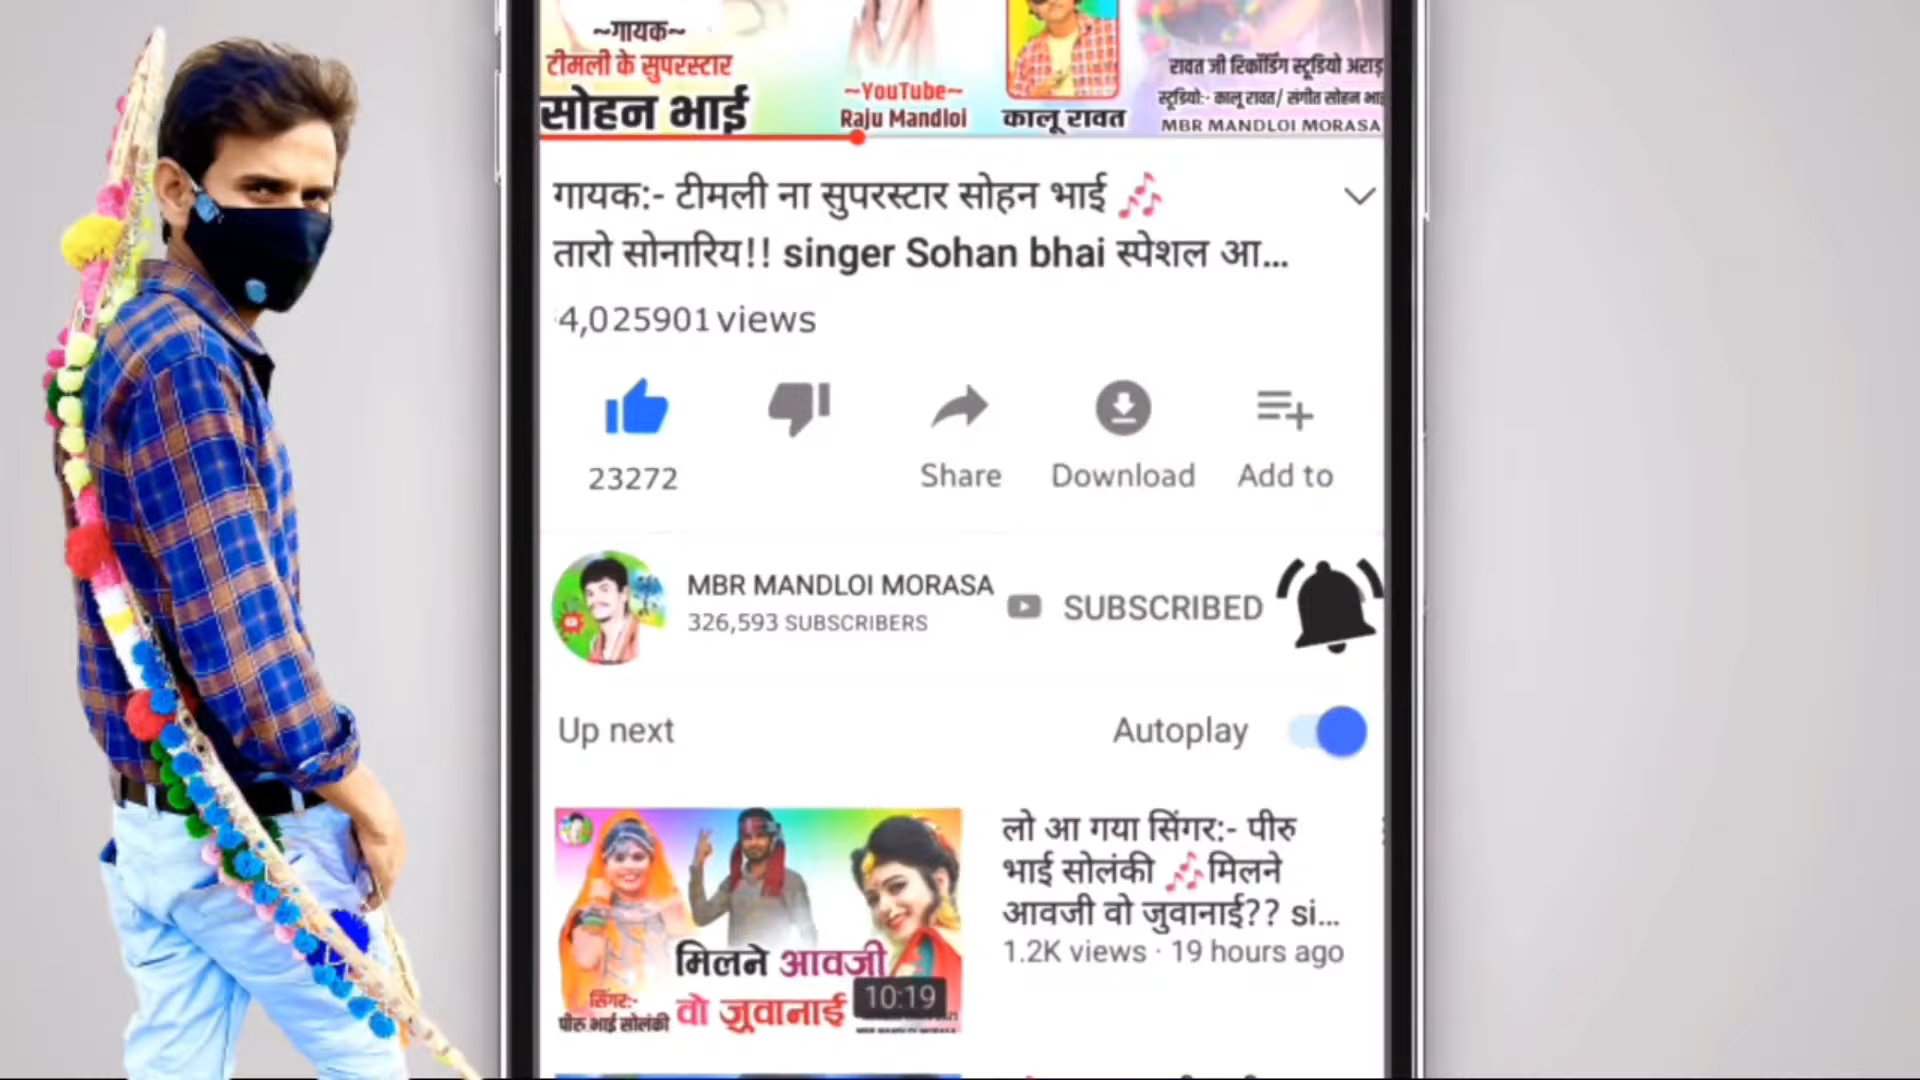 ~गायक~
टीमली के सुपरस्टार
सोहन भाई
~YouTube~
Raju Mandloi
कालू रावत
रावत जी रिकॉर्डिंग स्टूडियो अराड़
स्टूडियो:- कालू रावत/ संगीत सोहन भाई
MBR MANDLOI MORASA
गायक:- टीमली ना सुपरस्टार सोहन भाई
तारो सोनारिय!! singer Sohan bhai स्पेशल आ...
4,025901 views
23272
Share
Download
Add to
MBR MANDLOI MORASA
326,593 SUBSCRIBERS
SUBSCRIBED
Up next
Autoplay
मिलने आवजी
वो जुवानाई
सिंगर:-
पीरु भाई सोलंकी
10:19
लो आ गया सिंगर:- पीरु
भाई सोलंकी मिलने
आवजी वो जुवानाई?? si...
1.2K views · 19 hours ago